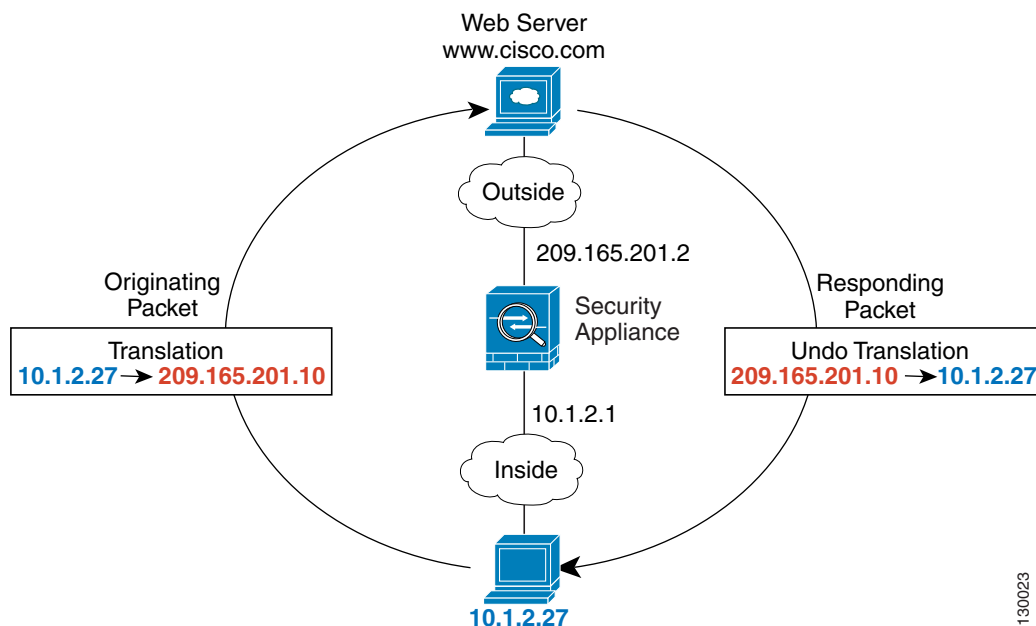 Web Server
www.cisco.com
Outside
209.165.201.2
Originating
Packet
Responding
Packet
Security
Appliance
Translation
10.1.2.27 209.165.201.10
Undo Translation
209.165.201.10 10.1.2.27
10.1.2.1
Inside
10.1.2.27
130023